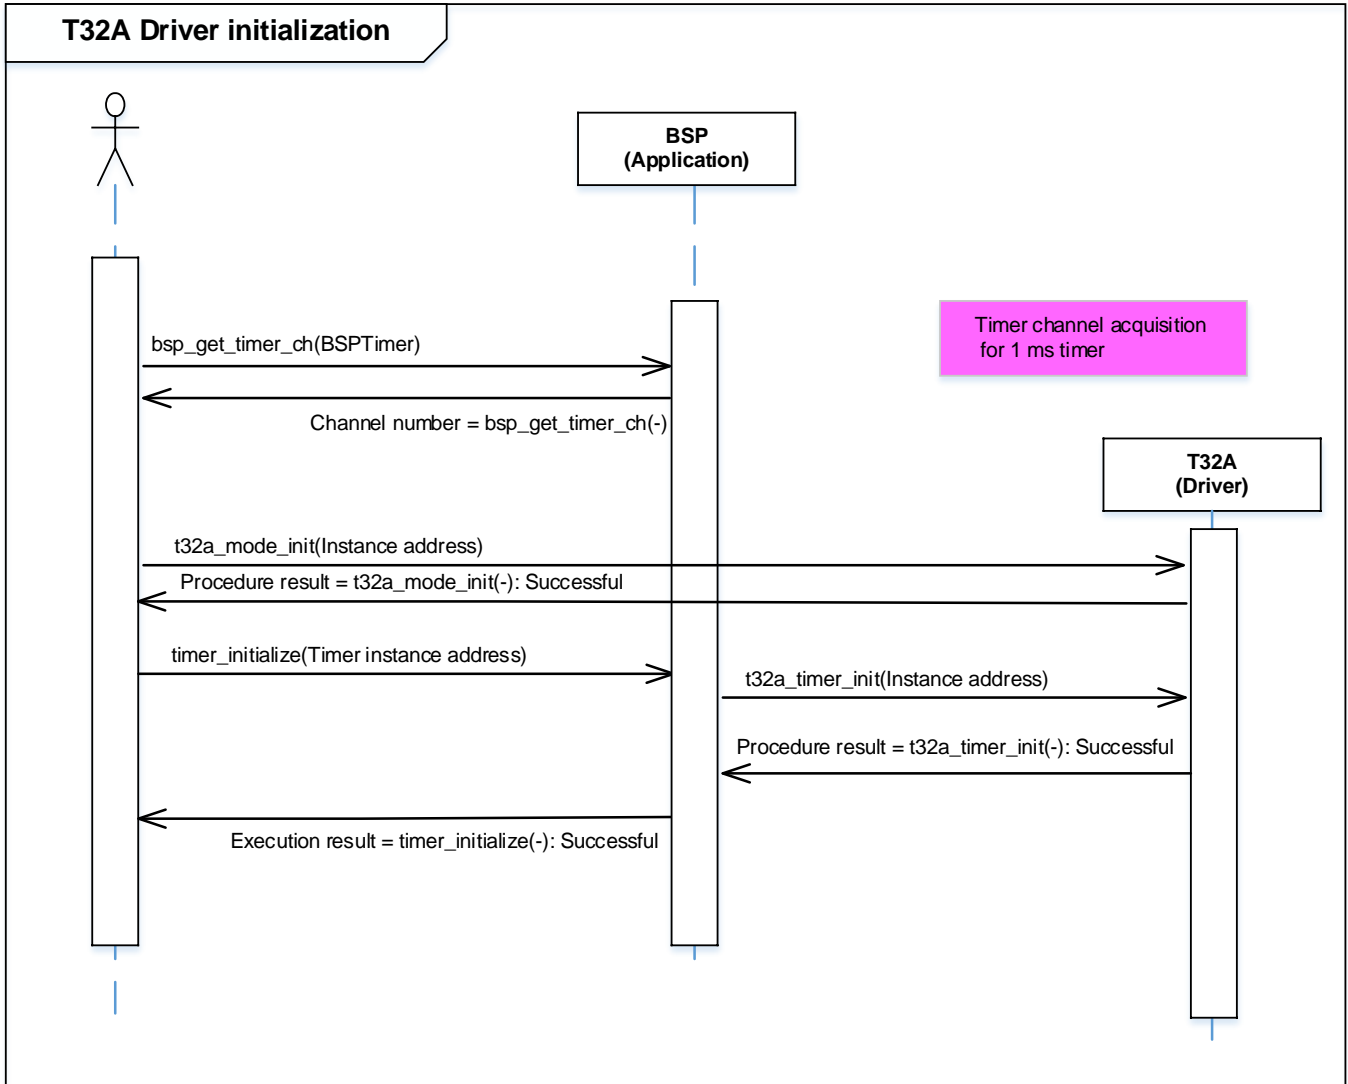 T32A Driver initialization
BSP
(Application)
Timer channel acquisition
for 1 ms timer
bsp_get_timer_ch(BSPTimer)
Channel number = bsp_get_timer_ch(-)
T32A
(Driver)
t32a_mode_init(Instance address)
Procedure result = t32a_mode_init(-): Successful
timer_initialize(Timer instance address)
t32a_timer_init(Instance address)
Procedure result = t32a_timer_init(-): Successful
Execution result = timer_initialize(-): Successful